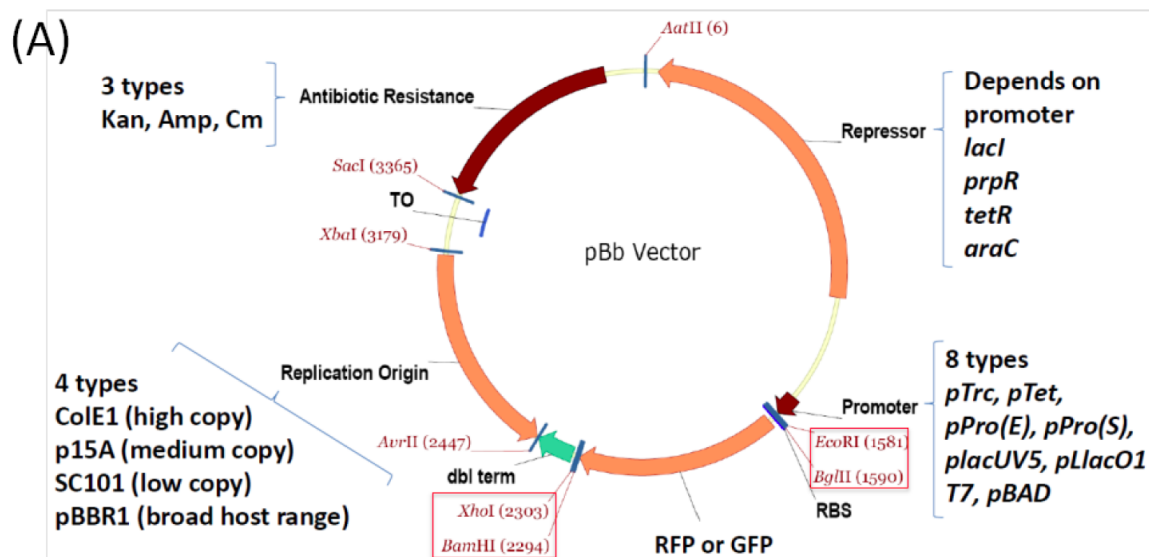 (A)
3 types
Kan, Amp, Cm
Antibiotic Resistance
AatII (6)
Repressor
Depends on
promoter
lacI
prpR
tetR
araC
SacI (3365)
TO
XbaI (3179)
pBb Vector
Replication Origin
4 types
ColE1 (high copy)
p15A (medium copy)
SC101 (low copy)
pBBR1 (broad host range)
AvrII (2447)
dbl term
XhoI (2303)
BamHI (2294)
RFP or GFP
Promoter
EcoRI (1581)
BglII (1590)
RBS
8 types
pTrc, pTet,
pPro(E), pPro(S),
placUV5, pLlacO1
T7, pBAD